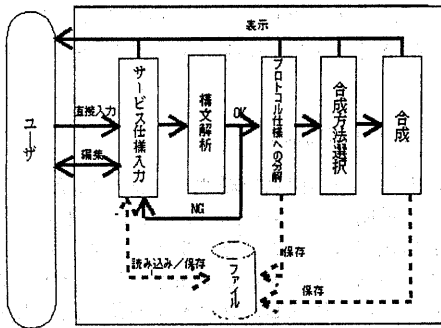 表示
ユーザ
直接入力
編集
サービス仕様入力
構文解析
OK
NG
プロトコル仕様への分解
合成方法選択
合成
読み込み/保存
ファイル
保存
保存